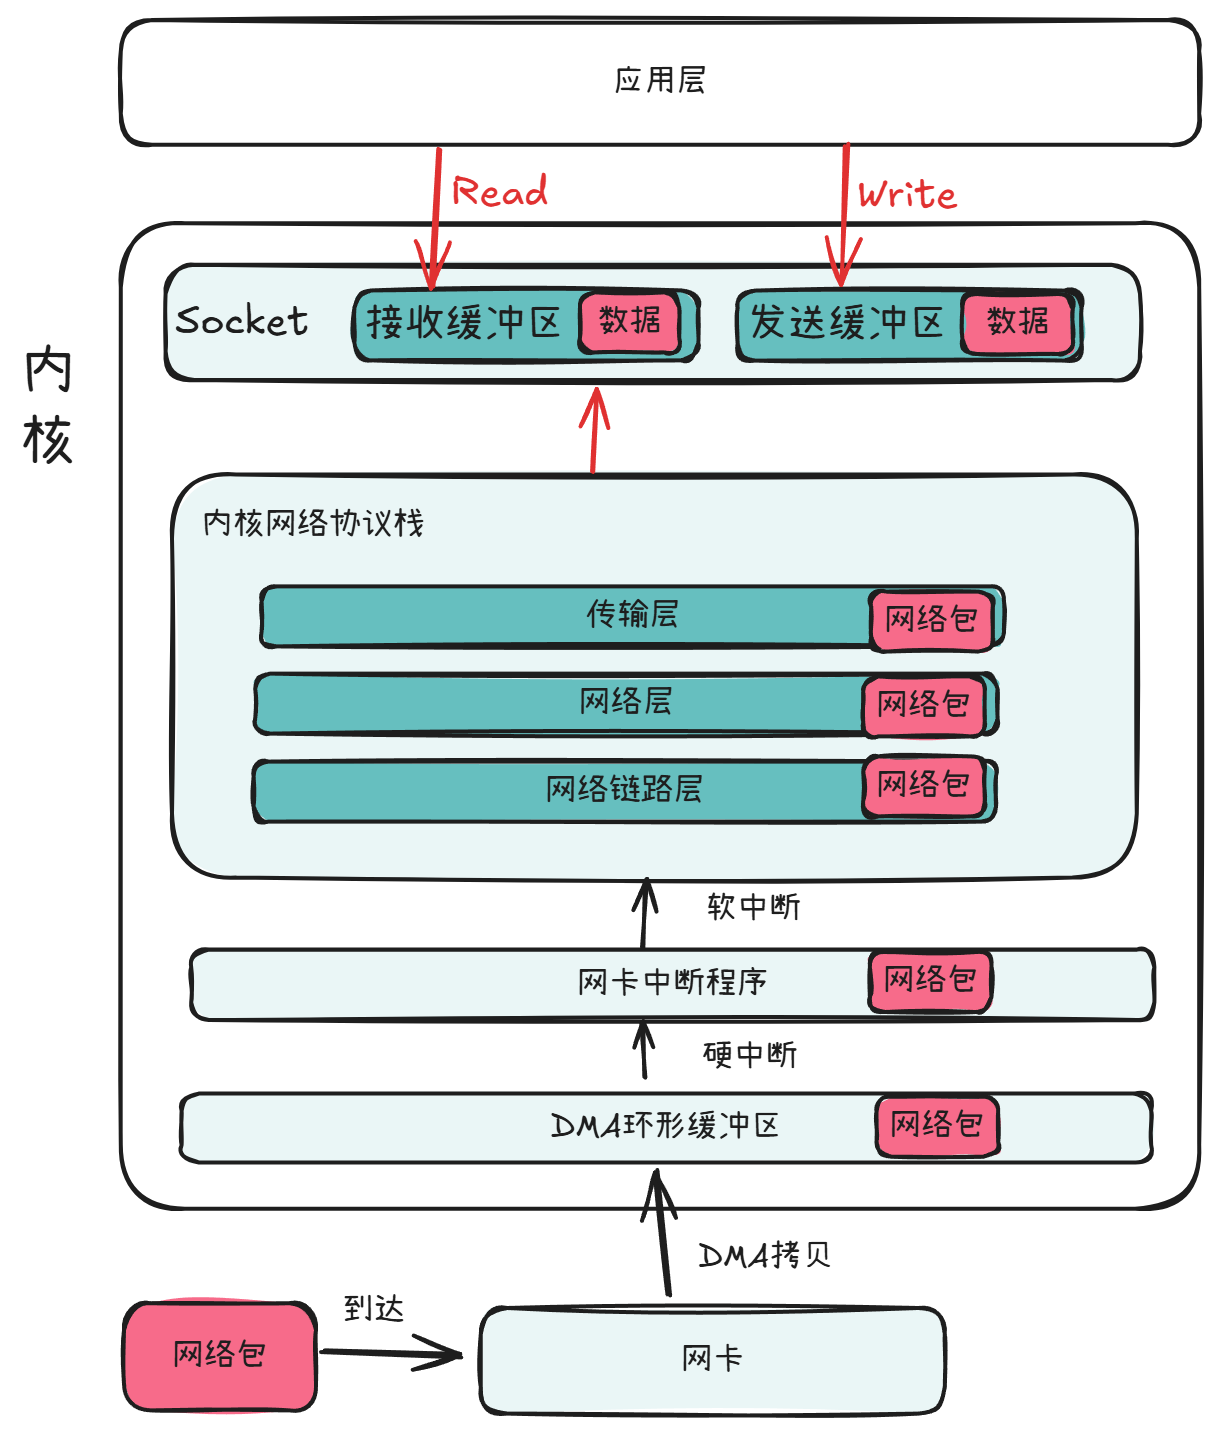 应用层
Read
Write
Socket
接收缓冲区
数据
发送缓冲区
数据
内
核
内核网络协议栈
传输层
网络包
网络层
网络包
网络链路层
网络包
软中断
网卡中断程序
网络包
硬中断
DMA环形缓冲区
网络包
DMA拷贝
网络包
到达
网卡